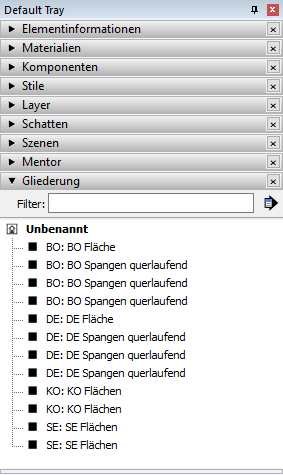 Default Tray
Elementinformationen
Materialien
Komponenten
Stile
Layer
Schatten
Szenen
Mentor
Gliederung
Filter:
Unbenannt
BO: BO Fläche
BO: BO Spangen querlaufend
BO: BO Spangen querlaufend
BO: BO Spangen querlaufend
DE: DE Fläche
DE: DE Spangen querlaufend
DE: DE Spangen querlaufend
DE: DE Spangen querlaufend
KO: KO Flächen
KO: KO Flächen
SE: SE Flächen
SE: SE Flächen